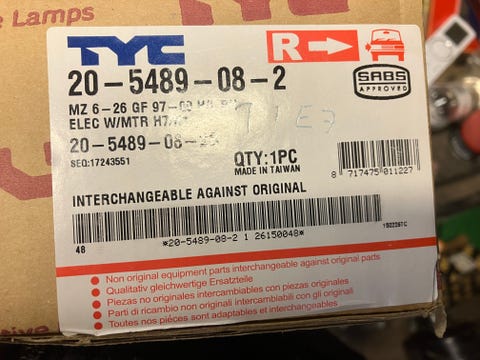 Lamps
TYC
R
20-5489-08-2
SABS
APPROVED
MZ 6-26 GF 97-
ELEC W/MTR
20-5489-08-
SEQ:17243551
QTY:1PC
MADE IN TAIWAN
8 717475 011227
INTERCHANGEABLE AGAINST ORIGINAL
48
*20-5489-08-2 1 26150048*
Non original equipment parts interchangeable against original parts
Qualitativ gleichwertige Ersatzteile
Piezas no originales intercambiables con piezas originales
Parti di ricambio non originali intercambiabili con gli originali
Toutes nos pièces sont adaptables et interchangeables